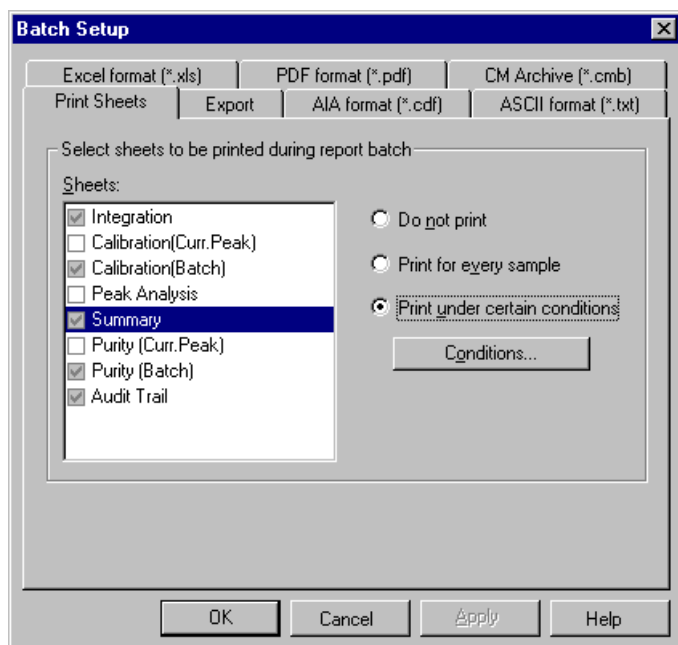 Batch Setup
Excel format (*.xls)
PDF format (*.pdf)
CM Archive (*.cmb)
Print Sheets
Export
AIA format (*.cdf)
ASCII format (*.txt)
Select sheets to be printed during report batch
Sheets:
Integration
Calibration(Curr.Peak)
Calibration(Batch)
Peak Analysis
Summary
Purity (Curr.Peak)
Purity (Batch)
Audit Trail
Do not print
Print for every sample
Print under certain conditions
Conditions...
OK
Cancel
Apply
Help